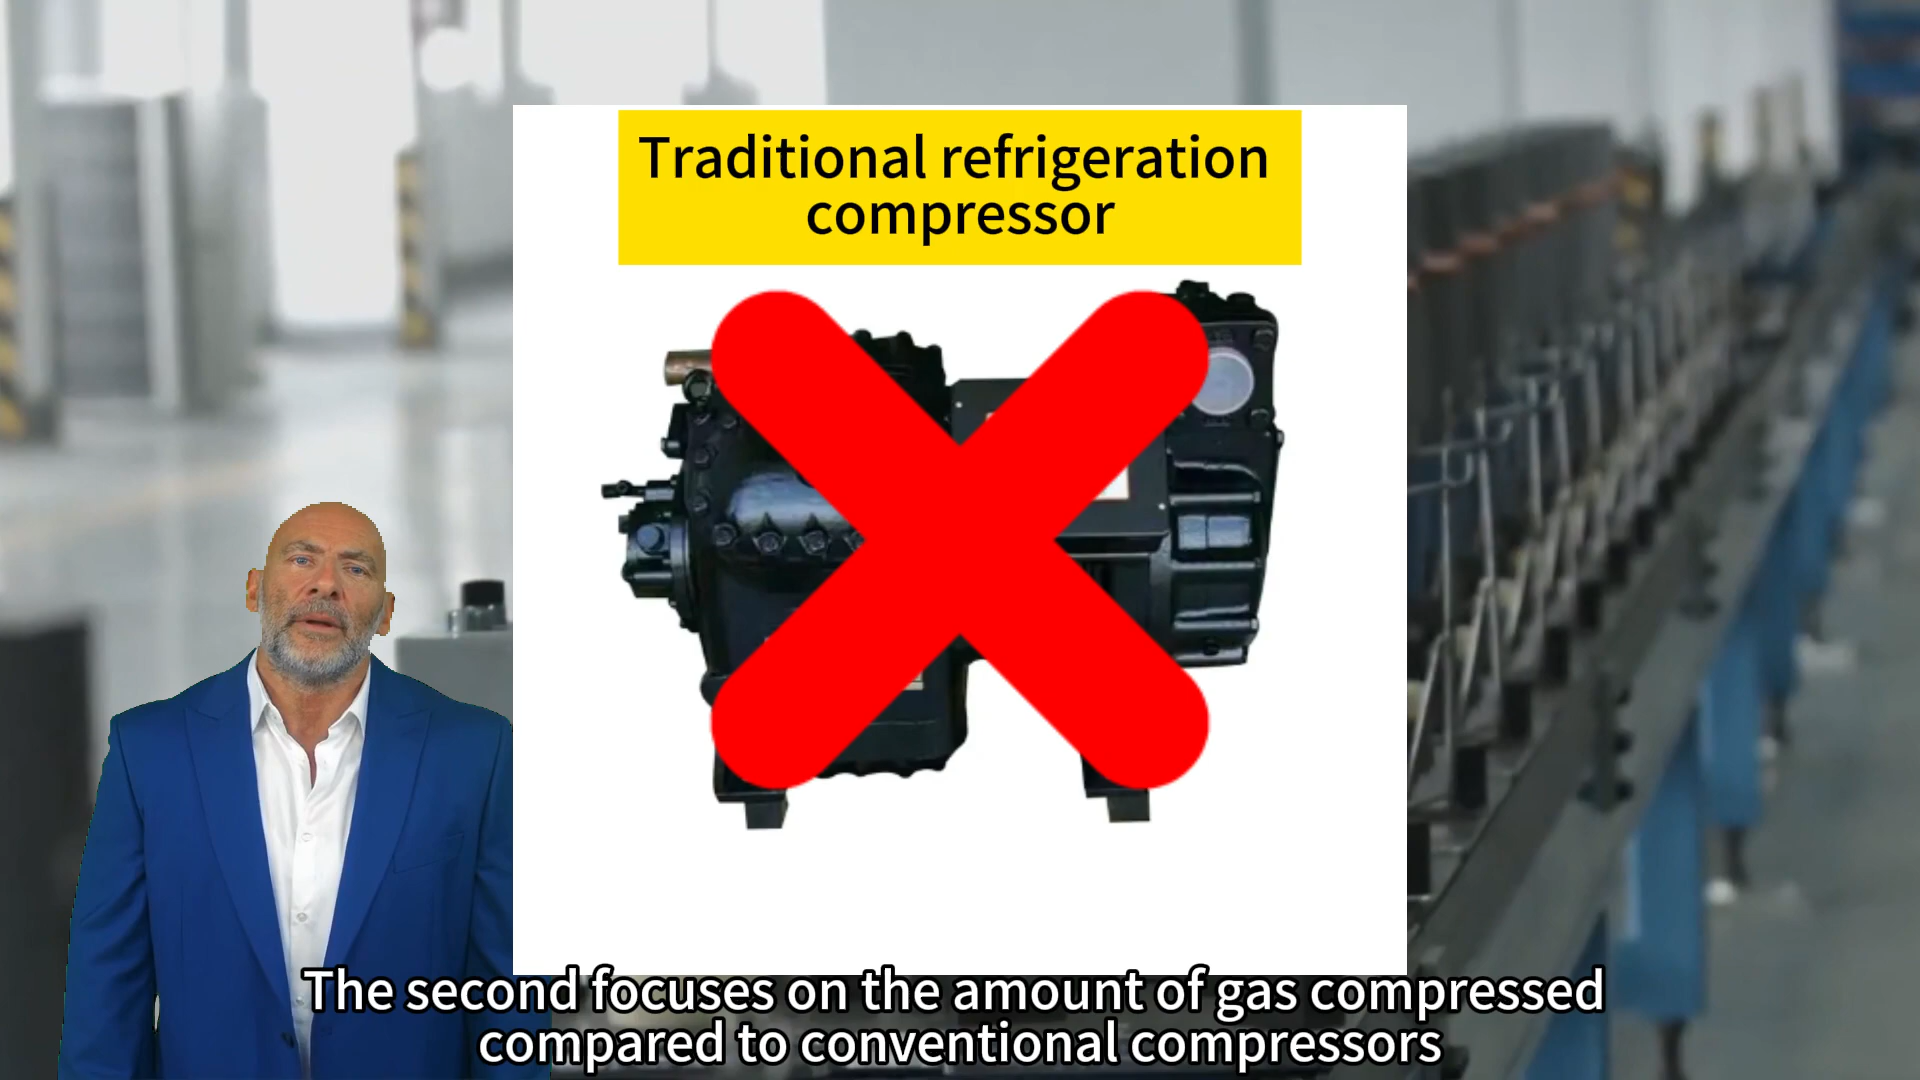 Traditional refrigeration
compressor
The second focuses on the amount of gas compressed
compared to conventional compressors